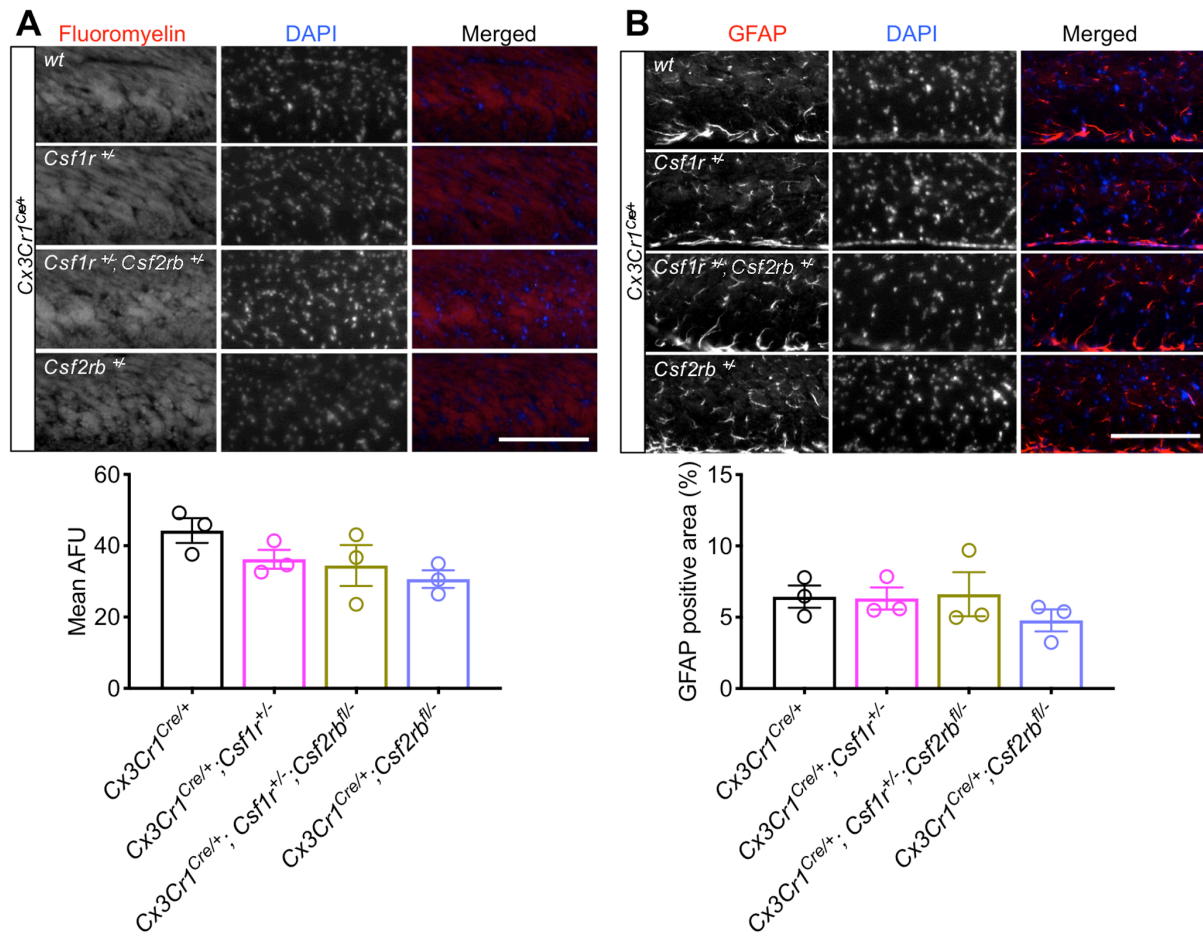 A
Fluoromyelin DAPI Merged
Cx3Cr1Cre/+
wt
Csf1r +/-
Csf1r +/-; Csf2rb +/-
Csf2rb +/-
Mean AFU
60
40
20
0
Cx3Cr1Cre/+
Cx3Cr1Cre/+;Csf1r+/-
Cx3Cr1Cre/+; Csf1r+/-;Csf2rbfl/-
Cx3Cr1Cre/+;Csf2rbfl/-
B
GFAP DAPI Merged
Cx3Cr1Cre/+
wt
Csf1r +/-
Csf1r +/-; Csf2rb +/-
Csf2rb +/-
GFAP positive area (%)
15
10
5
0
Cx3Cr1Cre/+
Cx3Cr1Cre/+;Csf1r+/-
Cx3Cr1Cre/+; Csf1r+/-;Csf2rbfl/-
Cx3Cr1Cre/+;Csf2rbfl/-